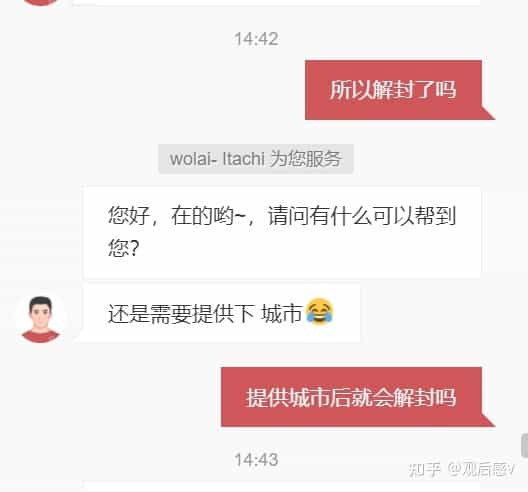 14:42
所以解封了吗
wolai- Itachi 为您服务
您好，在的哟~，请问有什么可以帮到
您?
还是需要提供下 城市😂
提供城市后就会解封吗
14:43
知乎 @观后感v